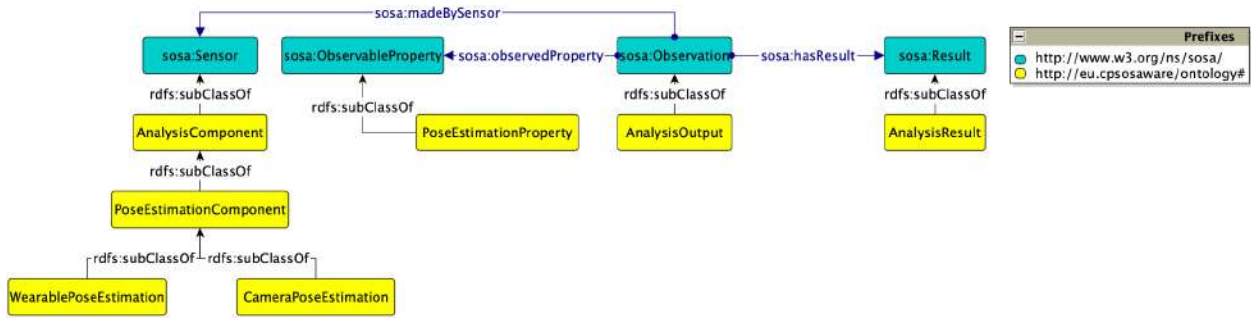 sosa:madeBySensor
Prefixes
sosa:Sensor
sosa:ObservableProperty
sosa:observedProperty
sosa:Observation
sosa:hasResult
sosa:Result
http://www.w3.org/ns/sosa/
http://eu.cpsosaware/ontology#
rdfs:subClassOf
rdfs:subClassOf
rdfs:subClassOf
rdfs:subClassOf
AnalysisComponent
PoseEstimationProperty
AnalysisOutput
AnalysisResult
rdfs:subClassOf
PoseEstimationComponent
rdfs:subClassOf
rdfs:subClassOf
WearablePoseEstimation
CameraPoseEstimation